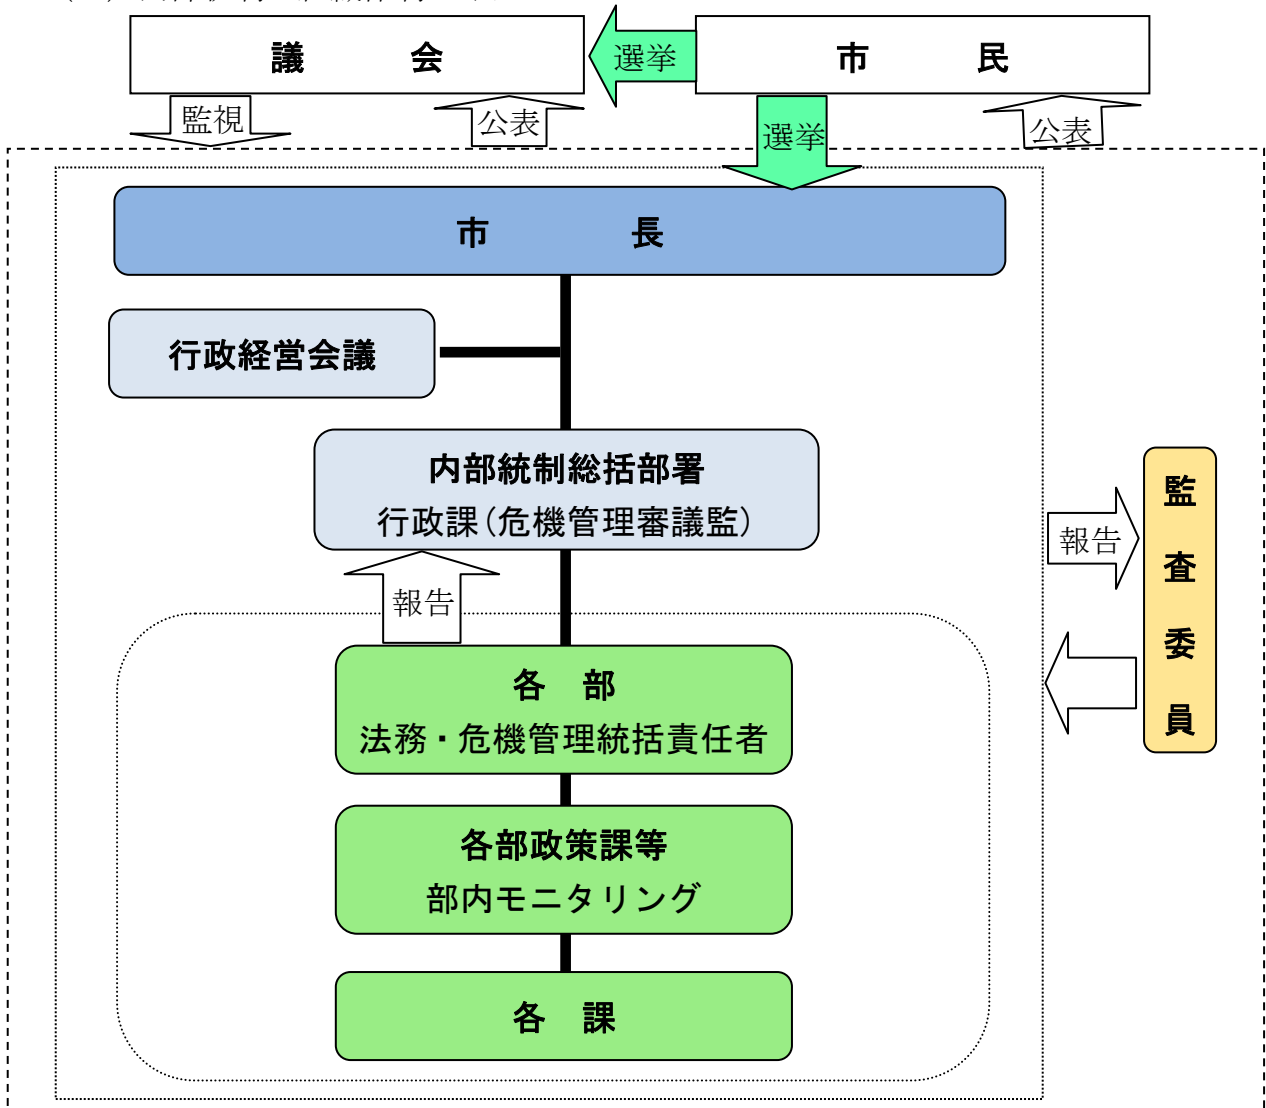 議 会
選挙
市 民
監視
公表
選挙
公表
市 長
行政経営会議
内部統制総括部署
行政課(危機管理審議監)
報告
報告
監査委員
各 部
法務・危機管理統括責任者
各部政策課等
部内モニタリング
各 課